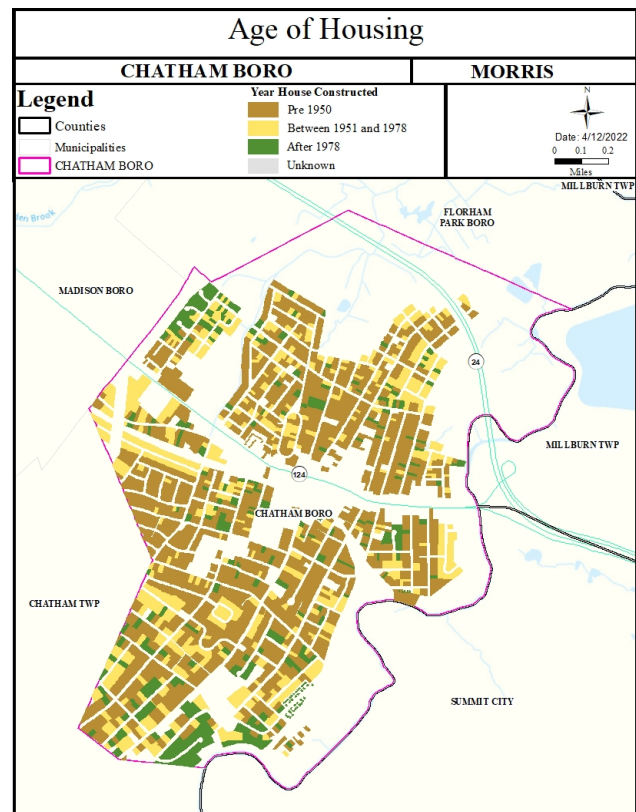 Age of Housing
CHATHAM BORO
MORRIS
Legend
Counties
Municipalities
CHATHAM BORO
Year House Constructed
Pre 1950
Between 1951 and 1978
After 1978
Unknown
N
Date: 4/12/2022
0 0.1 0.2
Miles
MILLBURN TWP
FLORHAM
PARK BORO
den Brook
MADISON BORO
24
MILLBURN TWP
124
CHATHAM BORO
CHATHAM TWP
SUMMIT CITY